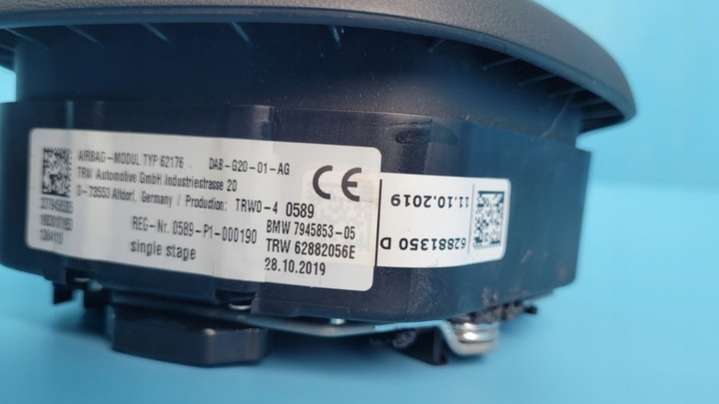 AIRBAG-MODUL TYP 62176 DAB-G20-01-AG
TRW Automotive GmbH Industriestrasse 20
D-73553 Alfdorf, Germany / Production: TRWO-4 0589
CE
REG-Nr. 0589-P1-000190
BMW 7945853-05
single stage
TRW 62882056E
28.10.2019
62881350 D
11.10.2019